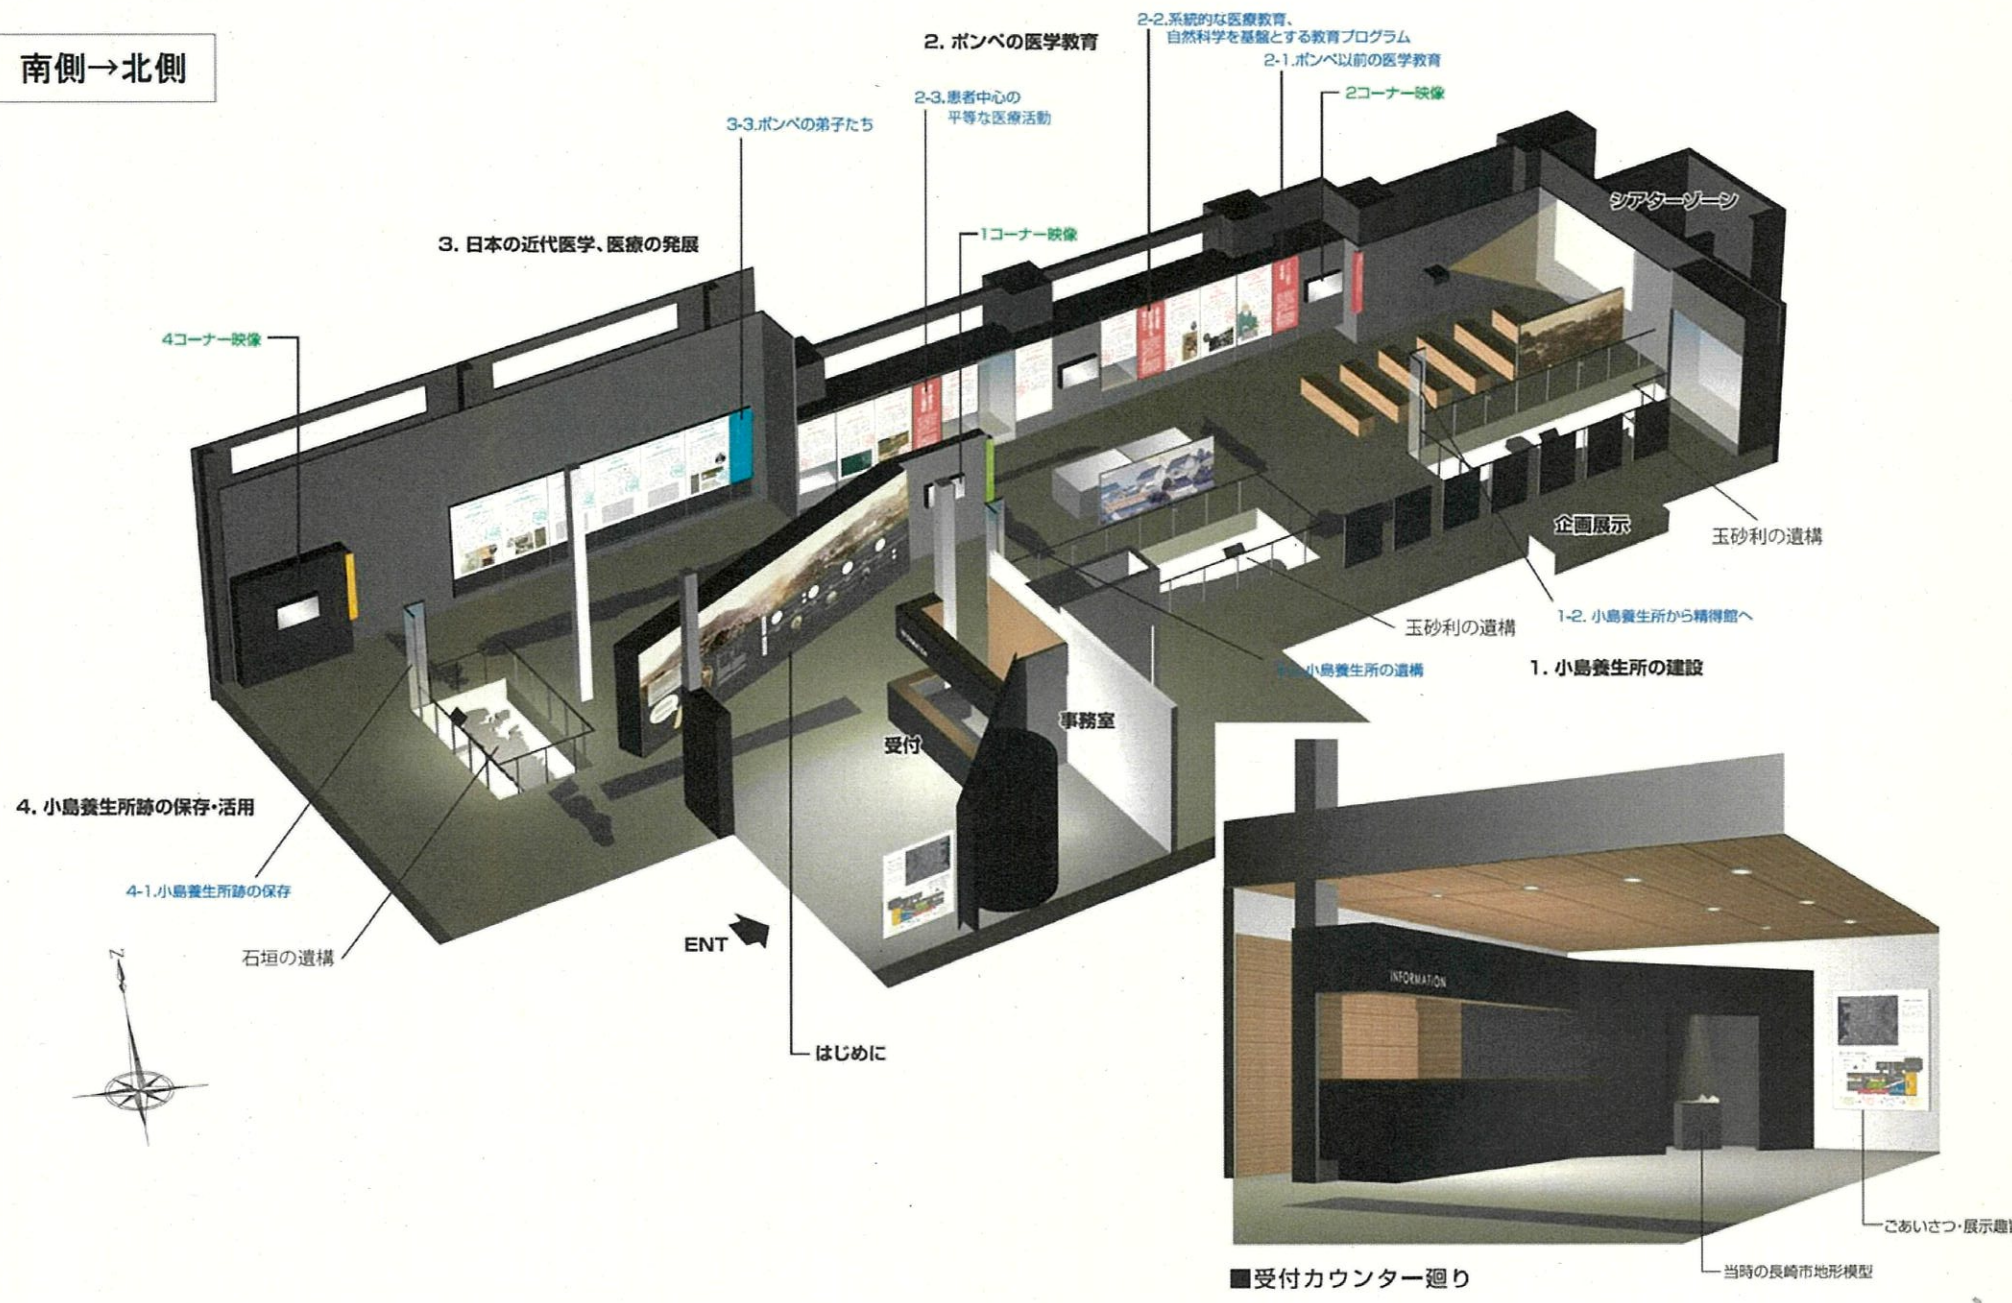 南側→北側
2. ポンペの医学教育
2-2.系統的な医療教育、
自然科学を基盤とする教育プログラム
2-1.ポンペ以前の医学教育
2コーナー映像
2-3.患者中心の
平等な医療活動
3-3.ポンペの弟子たち
シアターゾーン
3. 日本の近代医学、医療の発展
1コーナー映像
4コーナー映像
企画展示
玉砂利の遺構
玉砂利の遺構
1-2. 小島養生所から精得館へ
小島養生所の遺構
1. 小島養生所の建設
事務室
受付
4. 小島養生所跡の保存・活用
4-1.小島養生所跡の保存
石垣の遺構
ENT
はじめに
N
INFORMATION
ごあいさつ・展示趣旨
当時の長崎市地形模型
■受付カウンター廻り